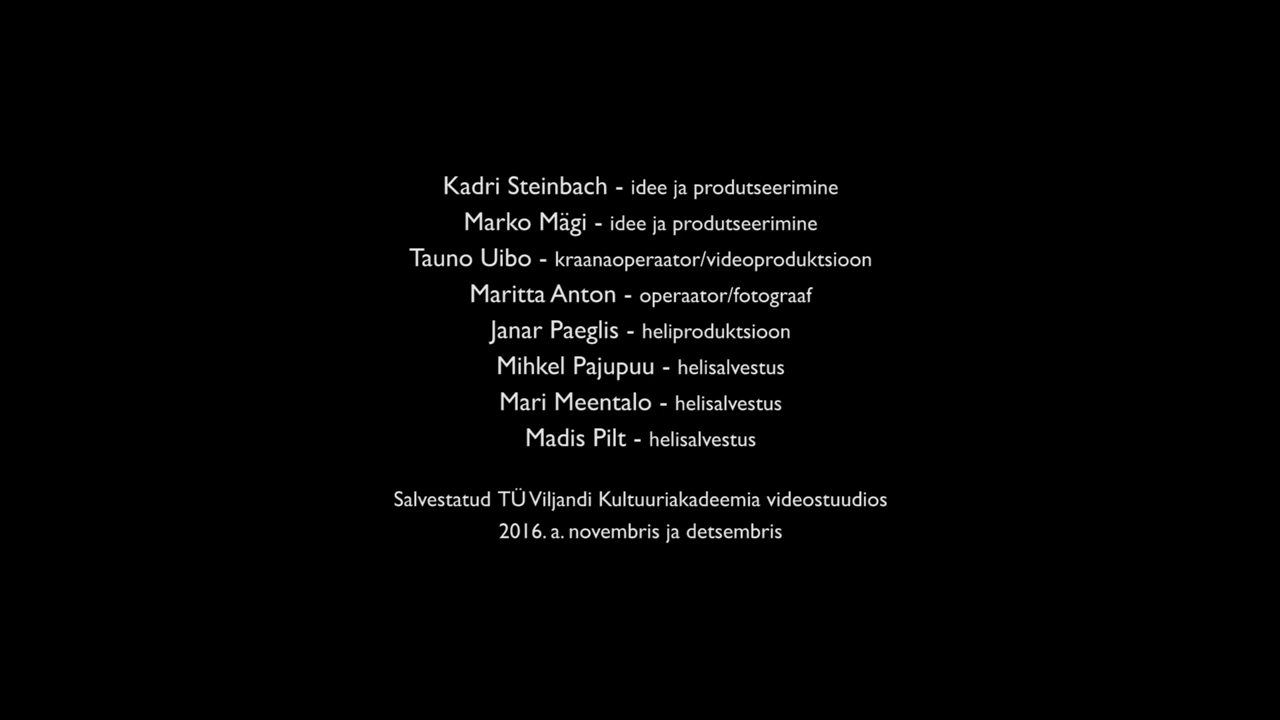 Kadri Steinbach - idee ja produtseerimine
Marko Mägi - idee ja produtseerimine
Tauno Uibo - kraanaoperaator/videoproduktsioon
Maritta Anton - operaator/fotograaf
Janar Paeglis - heliproduktsioon
Mihkel Pajupuu - helisalvestus
Mari Meentalo - helisalvestus
Madis Pilt - helisalvestus
Salvestatud TÜ Viljandi Kultuuriakadeemia videostuudios
2016. a. novembris ja detsembris